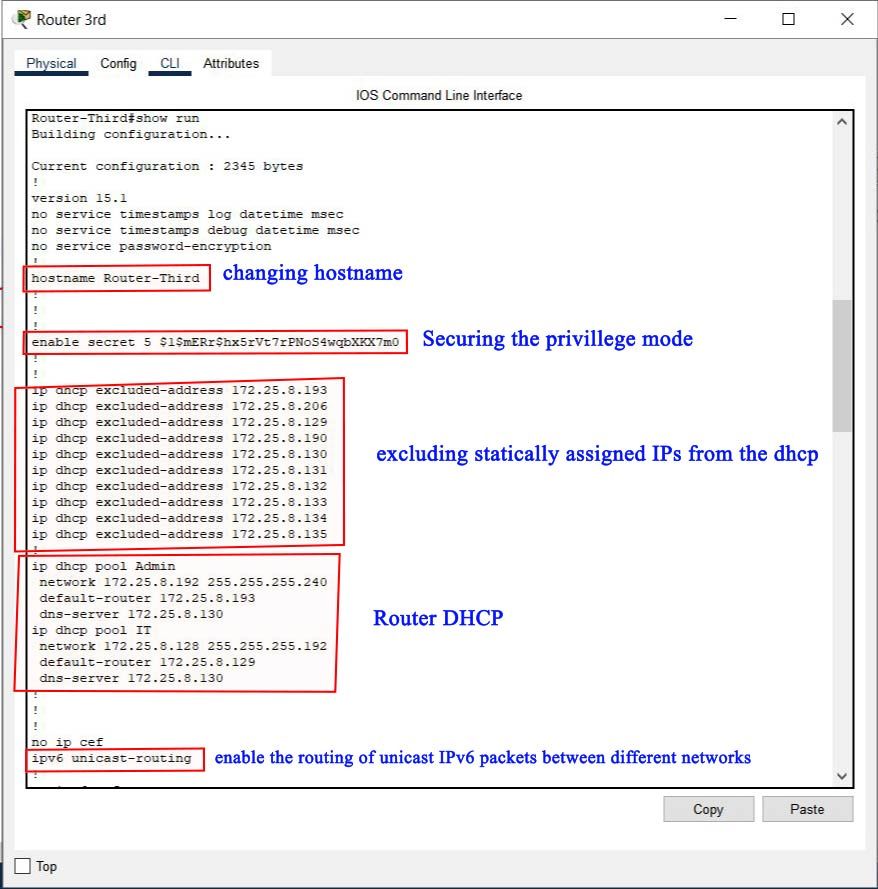 Router 3rd
Physical Config CLI Attributes
IOS Command Line Interface
Router-Third#show run
Building configuration...
Current configuration : 2345 bytes
!
version 15.1
no service timestamps log datetime msec
no service timestamps debug datetime msec
no service password-encryption
!
hostname Router-Third changing hostname
!
!
!
enable secret 5 $1$mERr$hx5rVt7rPNoS4wqbXKX7m0 Securing the privillege mode
!
!
ip dhcp excluded-address 172.25.8.193
ip dhcp excluded-address 172.25.8.206
ip dhcp excluded-address 172.25.8.129
ip dhcp excluded-address 172.25.8.190
ip dhcp excluded-address 172.25.8.130 excluding statically assigned IPs from the dhcp
ip dhcp excluded-address 172.25.8.131
ip dhcp excluded-address 172.25.8.132
ip dhcp excluded-address 172.25.8.133
ip dhcp excluded-address 172.25.8.134
ip dhcp excluded-address 172.25.8.135
!
ip dhcp pool Admin
network 172.25.8.192 255.255.255.240
default-router 172.25.8.193
dns-server 172.25.8.130 Router DHCP
ip dhcp pool IT
network 172.25.8.128 255.255.255.192
default-router 172.25.8.129
dns-server 172.25.8.130
!
!
!
no ip cef
ipv6 unicast-routing enable the routing of unicast IPv6 packets between different networks
!
Copy Paste
Top